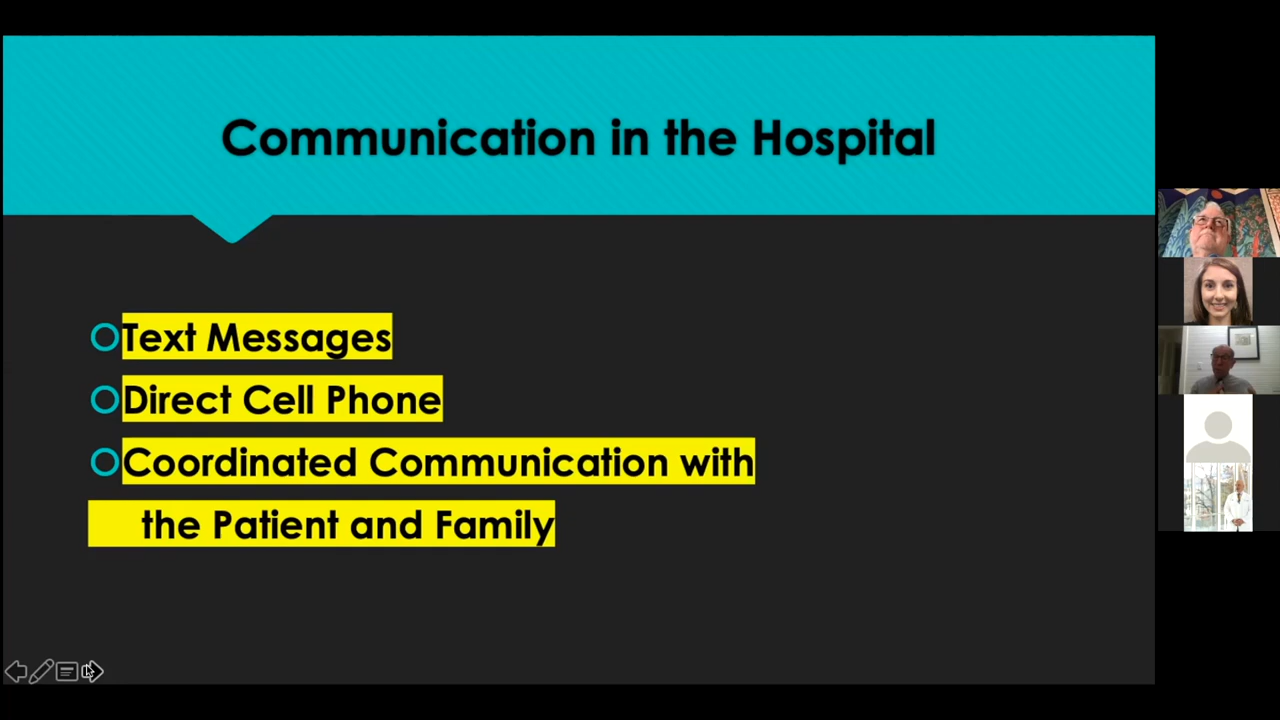 Communication in the Hospital
Text Messages
Direct Cell Phone
Coordinated Communication with
the Patient and Family